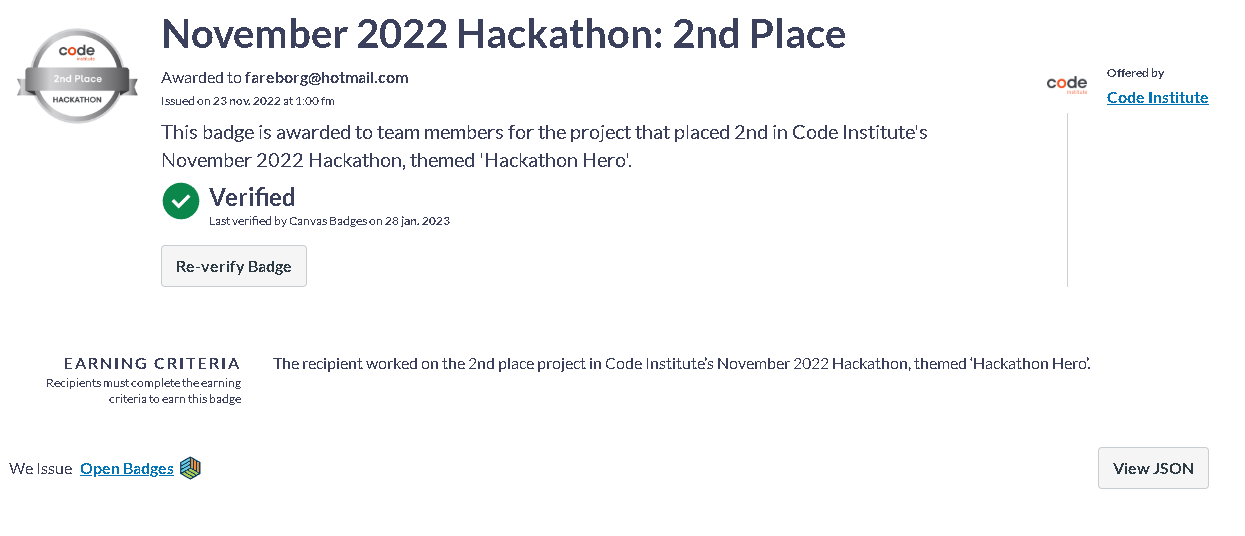 November 2022 Hackathon: 2nd Place
code
institute
2nd Place
HACKATHON
Awarded to fareborg@hotmail.com
Issued on 23 nov. 2022 at 1:00 fm
code
institute
Offered by
Code Institute
This badge is awarded to team members for the project that placed 2nd in Code Institute's
November 2022 Hackathon, themed 'Hackathon Hero'.
Verified
Last verified by Canvas Badges on 28 jan. 2023
Re-verify Badge
EARNING CRITERIA
Recipients must complete the earning
criteria to earn this badge
The recipient worked on the 2nd place project in Code Institute’s November 2022 Hackathon, themed ‘Hackathon Hero’.
We Issue Open Badges
View JSON